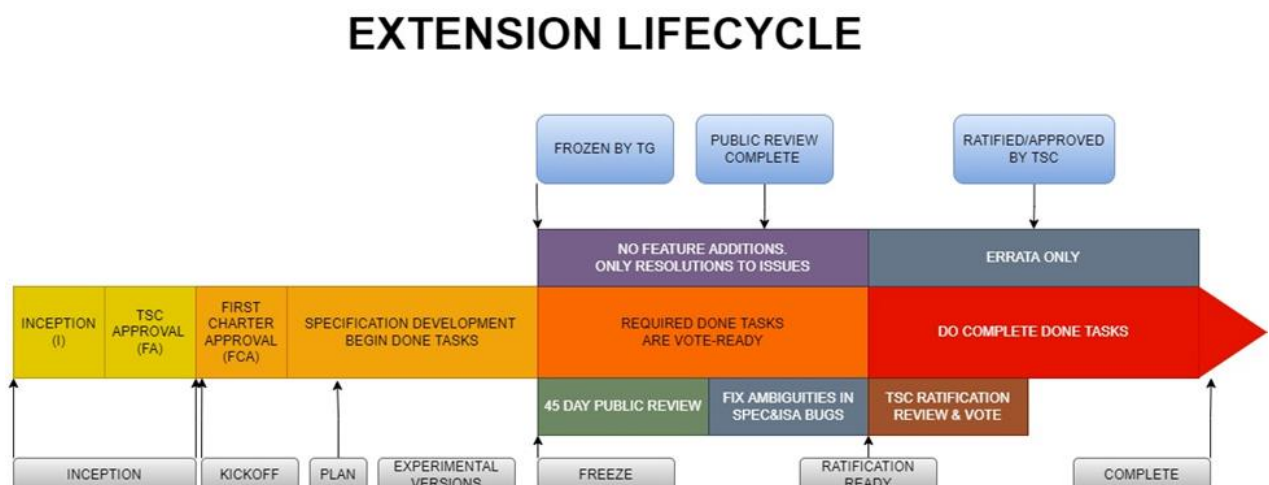 EXTENSION LIFECYCLE
FROZEN BY TG
PUBLIC REVIEW
COMPLETE
RATIFIED/APPROVED
BY TSC
NO FEATURE ADDITIONS.
ONLY RESOLUTIONS TO ISSUES
ERRATA ONLY
INCEPTION
(I)
TSC
APPROVAL
(FA)
FIRST
CHARTER
APPROVAL
(FCA)
SPECIFICATION DEVELOPMENT
BEGIN DONE TASKS
REQUIRED DONE TASKS
ARE VOTE-READY
DO COMPLETE DONE TASKS
45 DAY PUBLIC REVIEW
FIX AMBIGUITIES IN
SPEC&ISA BUGS
TSC RATIFICATION
REVIEW & VOTE
INCEPTION
KICKOFF
PLAN
EXPERIMENTAL
VERSIONS
FREEZE
RATIFICATION
READY
COMPLETE